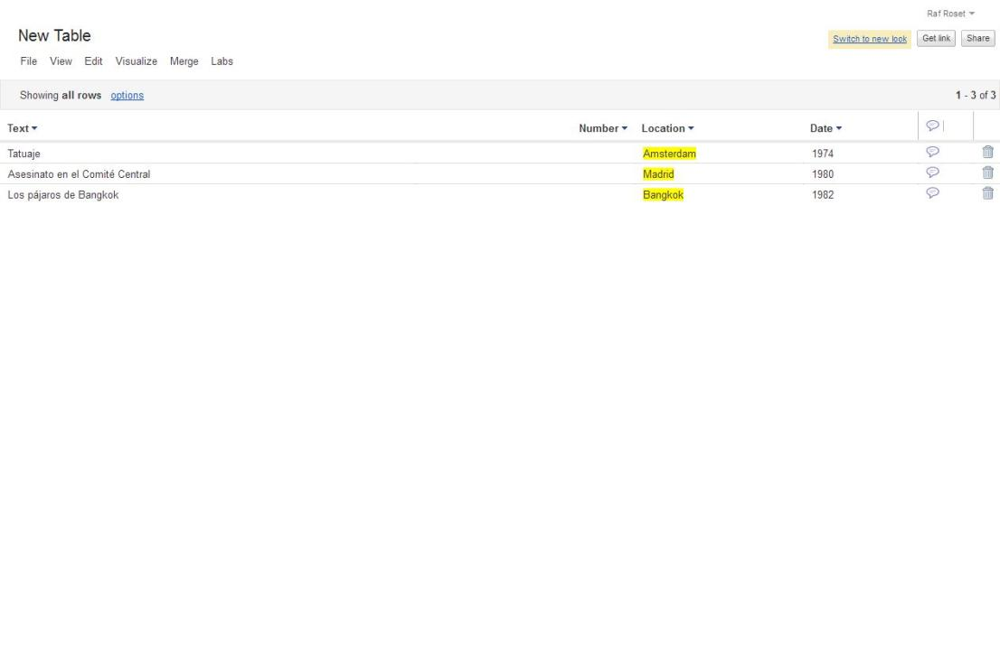 Raf Roset
New Table
Switch to new look Get link Share
File View Edit Visualize Merge Labs
Showing all rows options 1 - 3 of 3
Text Number Location Date
Tatuaje Amsterdam 1974
Asesinato en el Comité Central Madrid 1980
Los pájaros de Bangkok Bangkok 1982